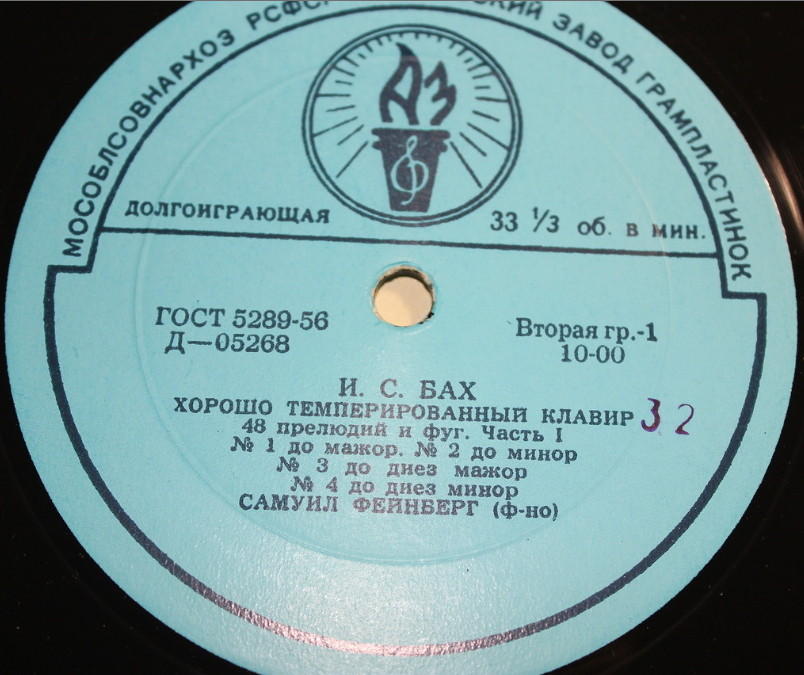 МОСОБЛСОВНАРХОЗ РСФС
СКИЙ ЗАВОД ГРАМПЛАСТИНОК
АЗ
ДОЛГОИГРАЮЩАЯ
33 1/3 об. в мин.
ГОСТ 5289-56
Д—05268
Вторая гр.-1
10-00
И. С. БАХ
ХОРОШО ТЕМПЕРИРОВАННЫЙ КЛАВИР 32
48 прелюдий и фуг. Часть I
№ 1 до мажор. № 2 до минор
№ 3 до диез мажор
№ 4 до диез минор
САМУИЛ ФЕЙНБЕРГ (ф-но)